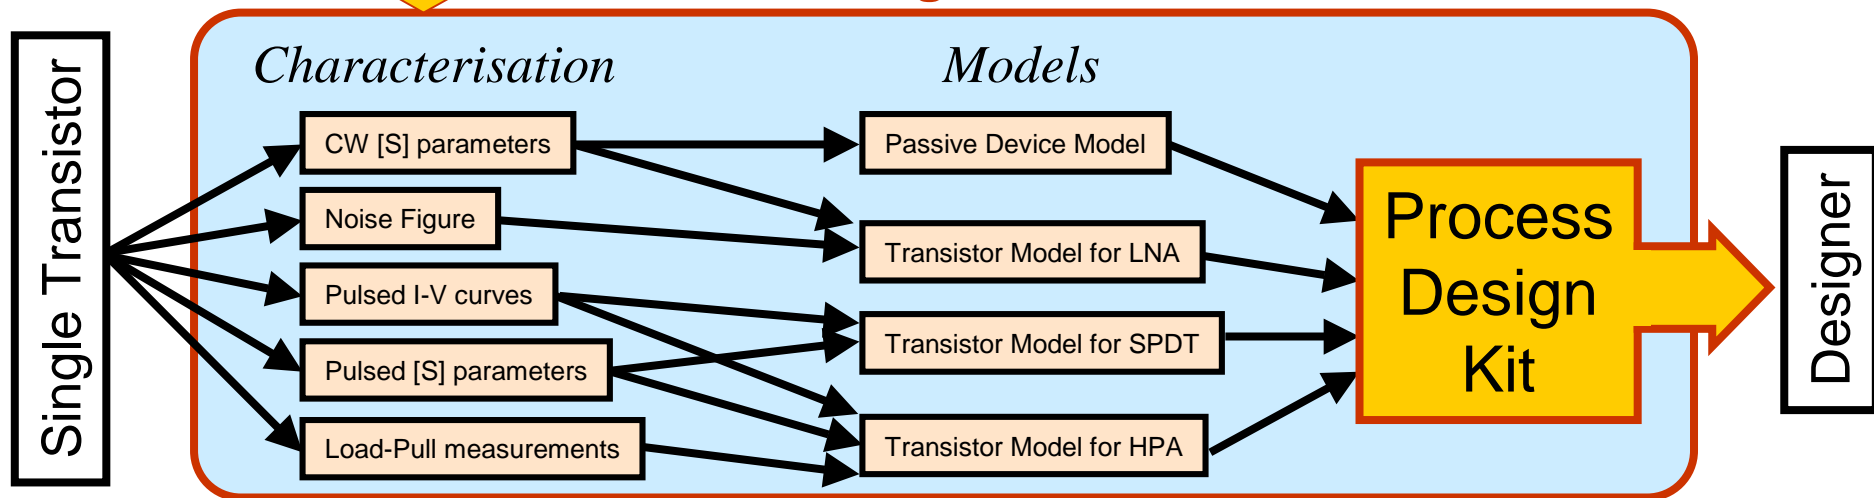 Single Transistor
Characterisation
Models
CW [S] parameters
Noise Figure
Pulsed I-V curves
Pulsed [S] parameters
Load-Pull measurements
Passive Device Model
Transistor Model for LNA
Transistor Model for SPDT
Transistor Model for HPA
Process
Design
Kit
Designer